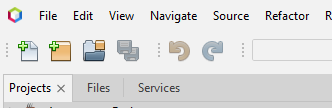 File Edit View Navigate Source Refactor
Projects Files Services